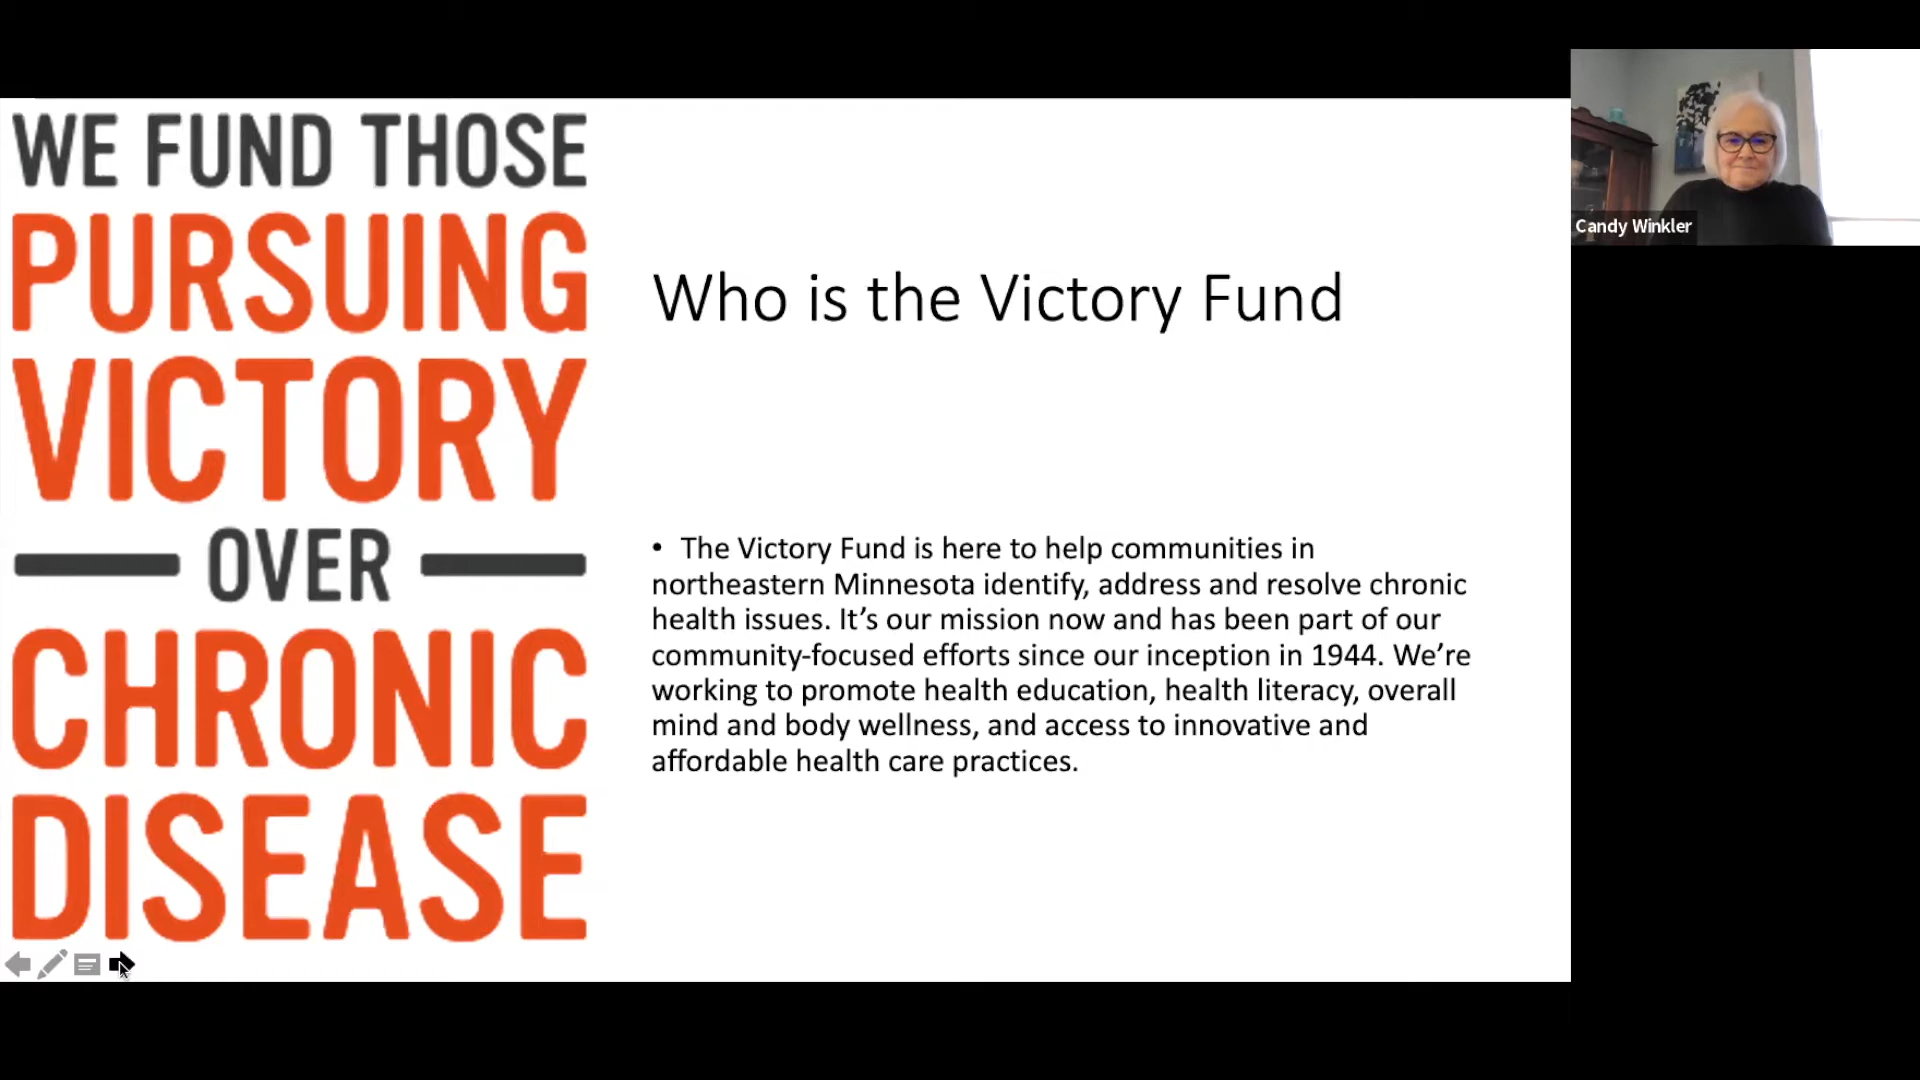 WE FUND THOSE
PURSUING
VICTORY
OVER
CHRONIC
DISEASE
Who is the Victory Fund
• The Victory Fund is here to help communities in
northeastern Minnesota identify, address and resolve chronic
health issues. It’s our mission now and has been part of our
community-focused efforts since our inception in 1944. We’re
working to promote health education, health literacy, overall
mind and body wellness, and access to innovative and
affordable health care practices.
Candy Winkler